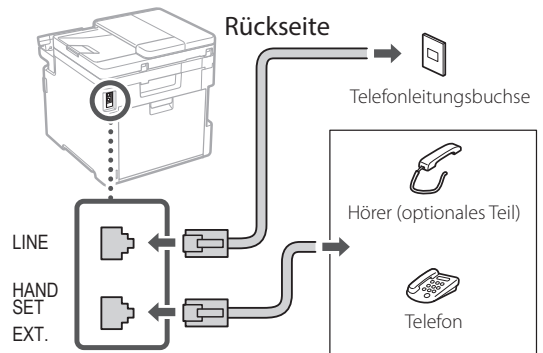 Rückseite
Telefonleitungsbuchse
Hörer (optionales Teil)
LINE
HAND
SET
EXT.
Telefon